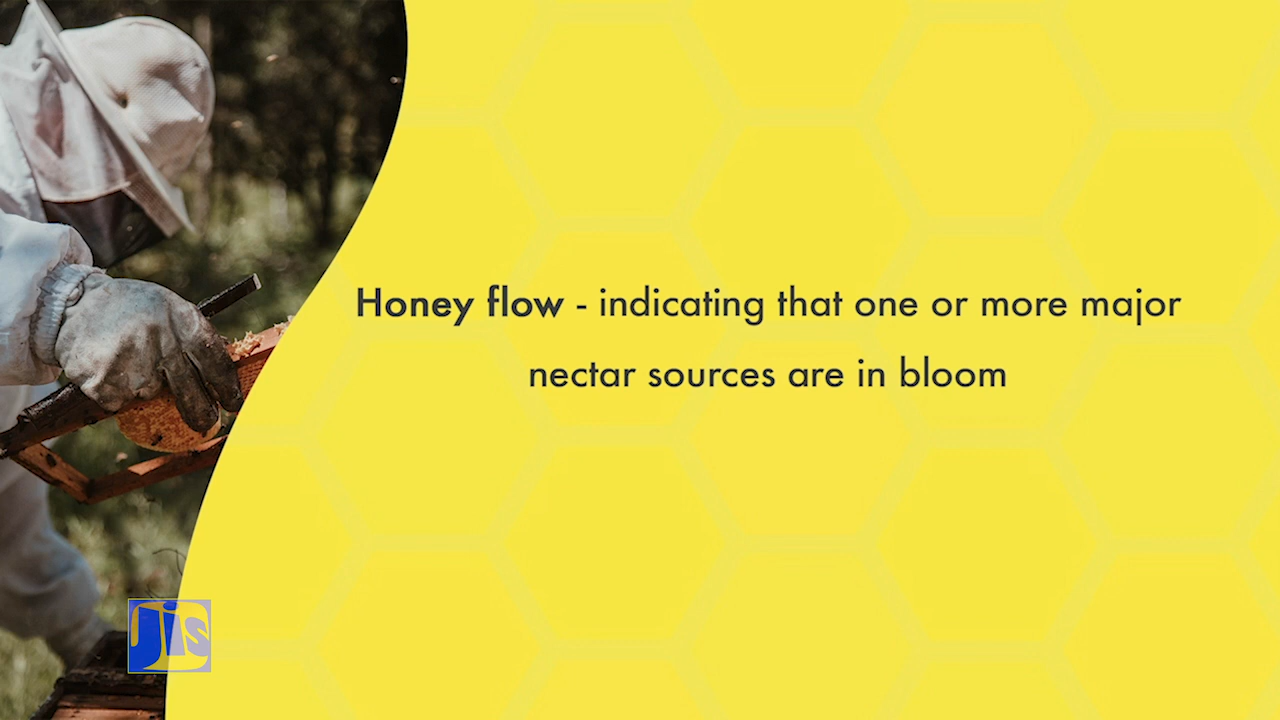 Honey flow - indicating that one or more major
nectar sources are in bloom
JIS